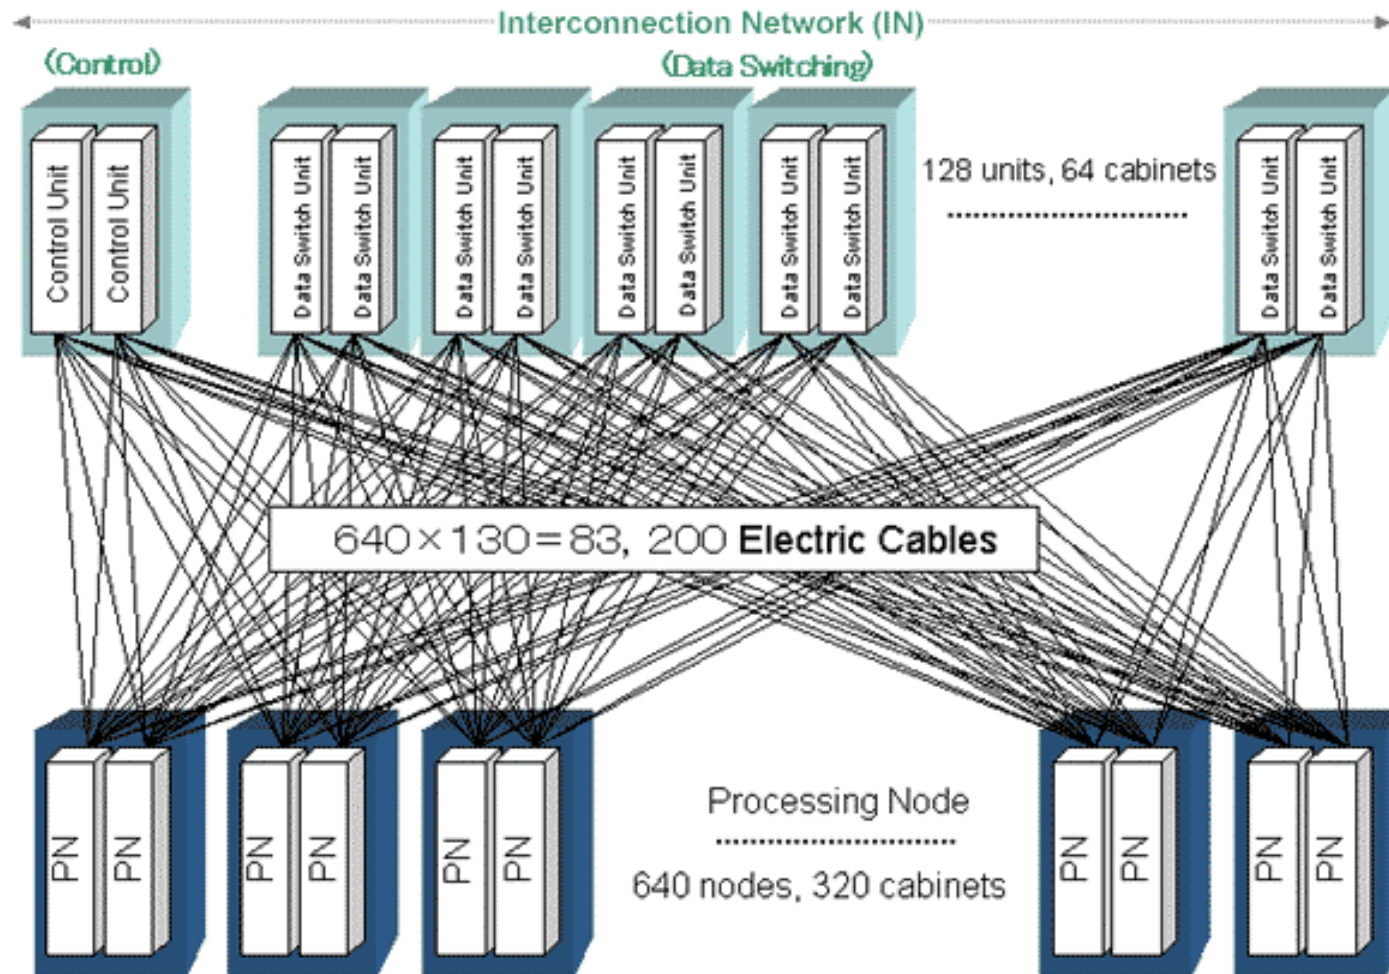 Interconnection Network (IN)
(Control)
(Data Switching)
Control Unit
Control Unit
Data Switch Unit
Data Switch Unit
Data Switch Unit
Data Switch Unit
Data Switch Unit
Data Switch Unit
Data Switch Unit
Data Switch Unit
128 units, 64 cabinets
Data Switch Unit
Data Switch Unit
640×130=83, 200 Electric Cables
PN
PN
PN
PN
PN
PN
Processing Node
640 nodes, 320 cabinets
PN
PN
PN
PN